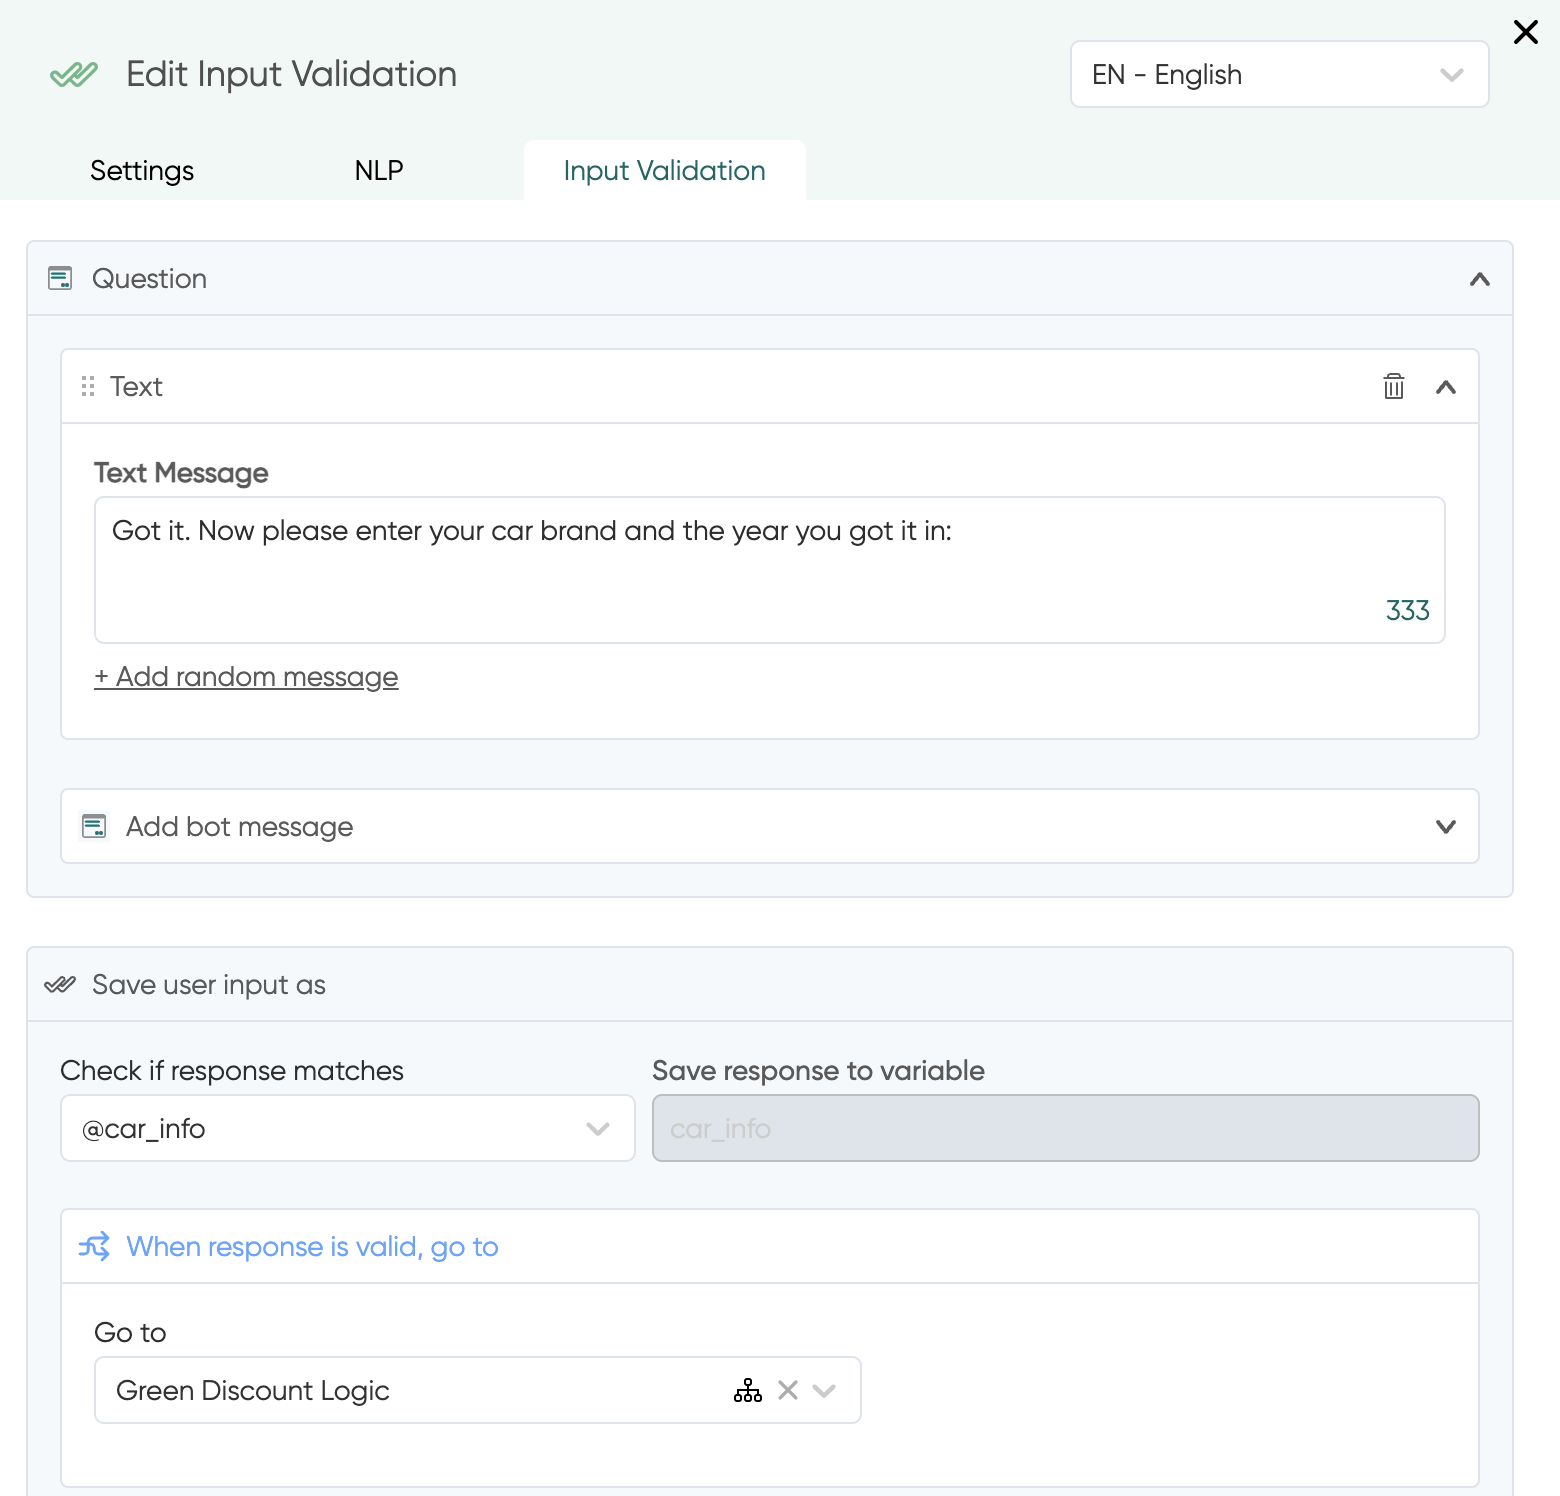 Edit Input Validation
EN - English
Settings
NLP
Input Validation
Question
Text
Text Message
Got it. Now please enter your car brand and the year you got it in:
333
+ Add random message
Add bot message
Save user input as
Check if response matches
Save response to variable
@car_info
car_info
When response is valid, go to
Go to
Green Discount Logic